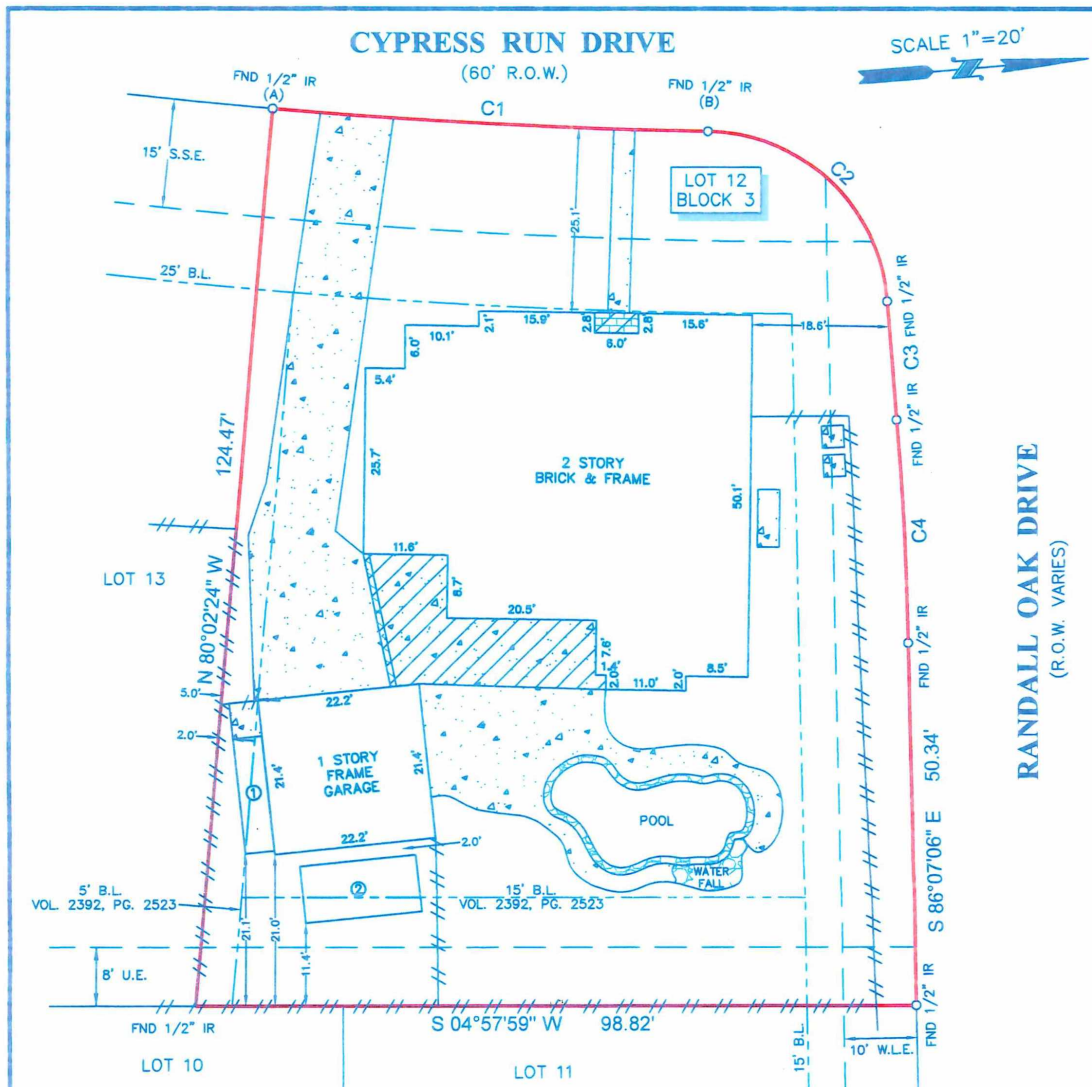 CYPRESS RUN DRIVE
(60' R.O.W.)
SCALE 1"=20'
FND 1/2" IR
(A)
C1
FND 1/2" IR
(B)
C2
15' S.S.E.
LOT 12
BLOCK 3
25.1'
25' B.L.
2.1'
15.9'
2.8'
6.0'
2.8'
15.6'
18.6'
10.1'
6.0'
5.4'
FND 1/2" IR
C3
FND 1/2" IR
124.47'
N 80°02'24" W
25.7'
2 STORY
BRICK & FRAME
50.1'
C4
RANDALL OAK DRIVE
(R.O.W. VARIES)
LOT 13
11.6'
8.7'
20.5'
7.6'
2.0'
11.0'
2.0'
8.5'
FND 1/2" IR
5.0'
2.0'
22.2'
1 STORY
FRAME
GARAGE
21.4'
21.4'
①
22.2'
2.0'
POOL
WATER
FALL
50.34'
S 86°07'06" E
②
5' B.L.
VOL. 2392, PG. 2523
15' B.L.
VOL. 2392, PG. 2523
21.1'
21.0'
11.4'
8' U.E.
FND 1/2" IR
S 04°57'59" W 98.82'
FND 1/2" IR
15' B.L.
10' W.L.E.
LOT 10
LOT 11